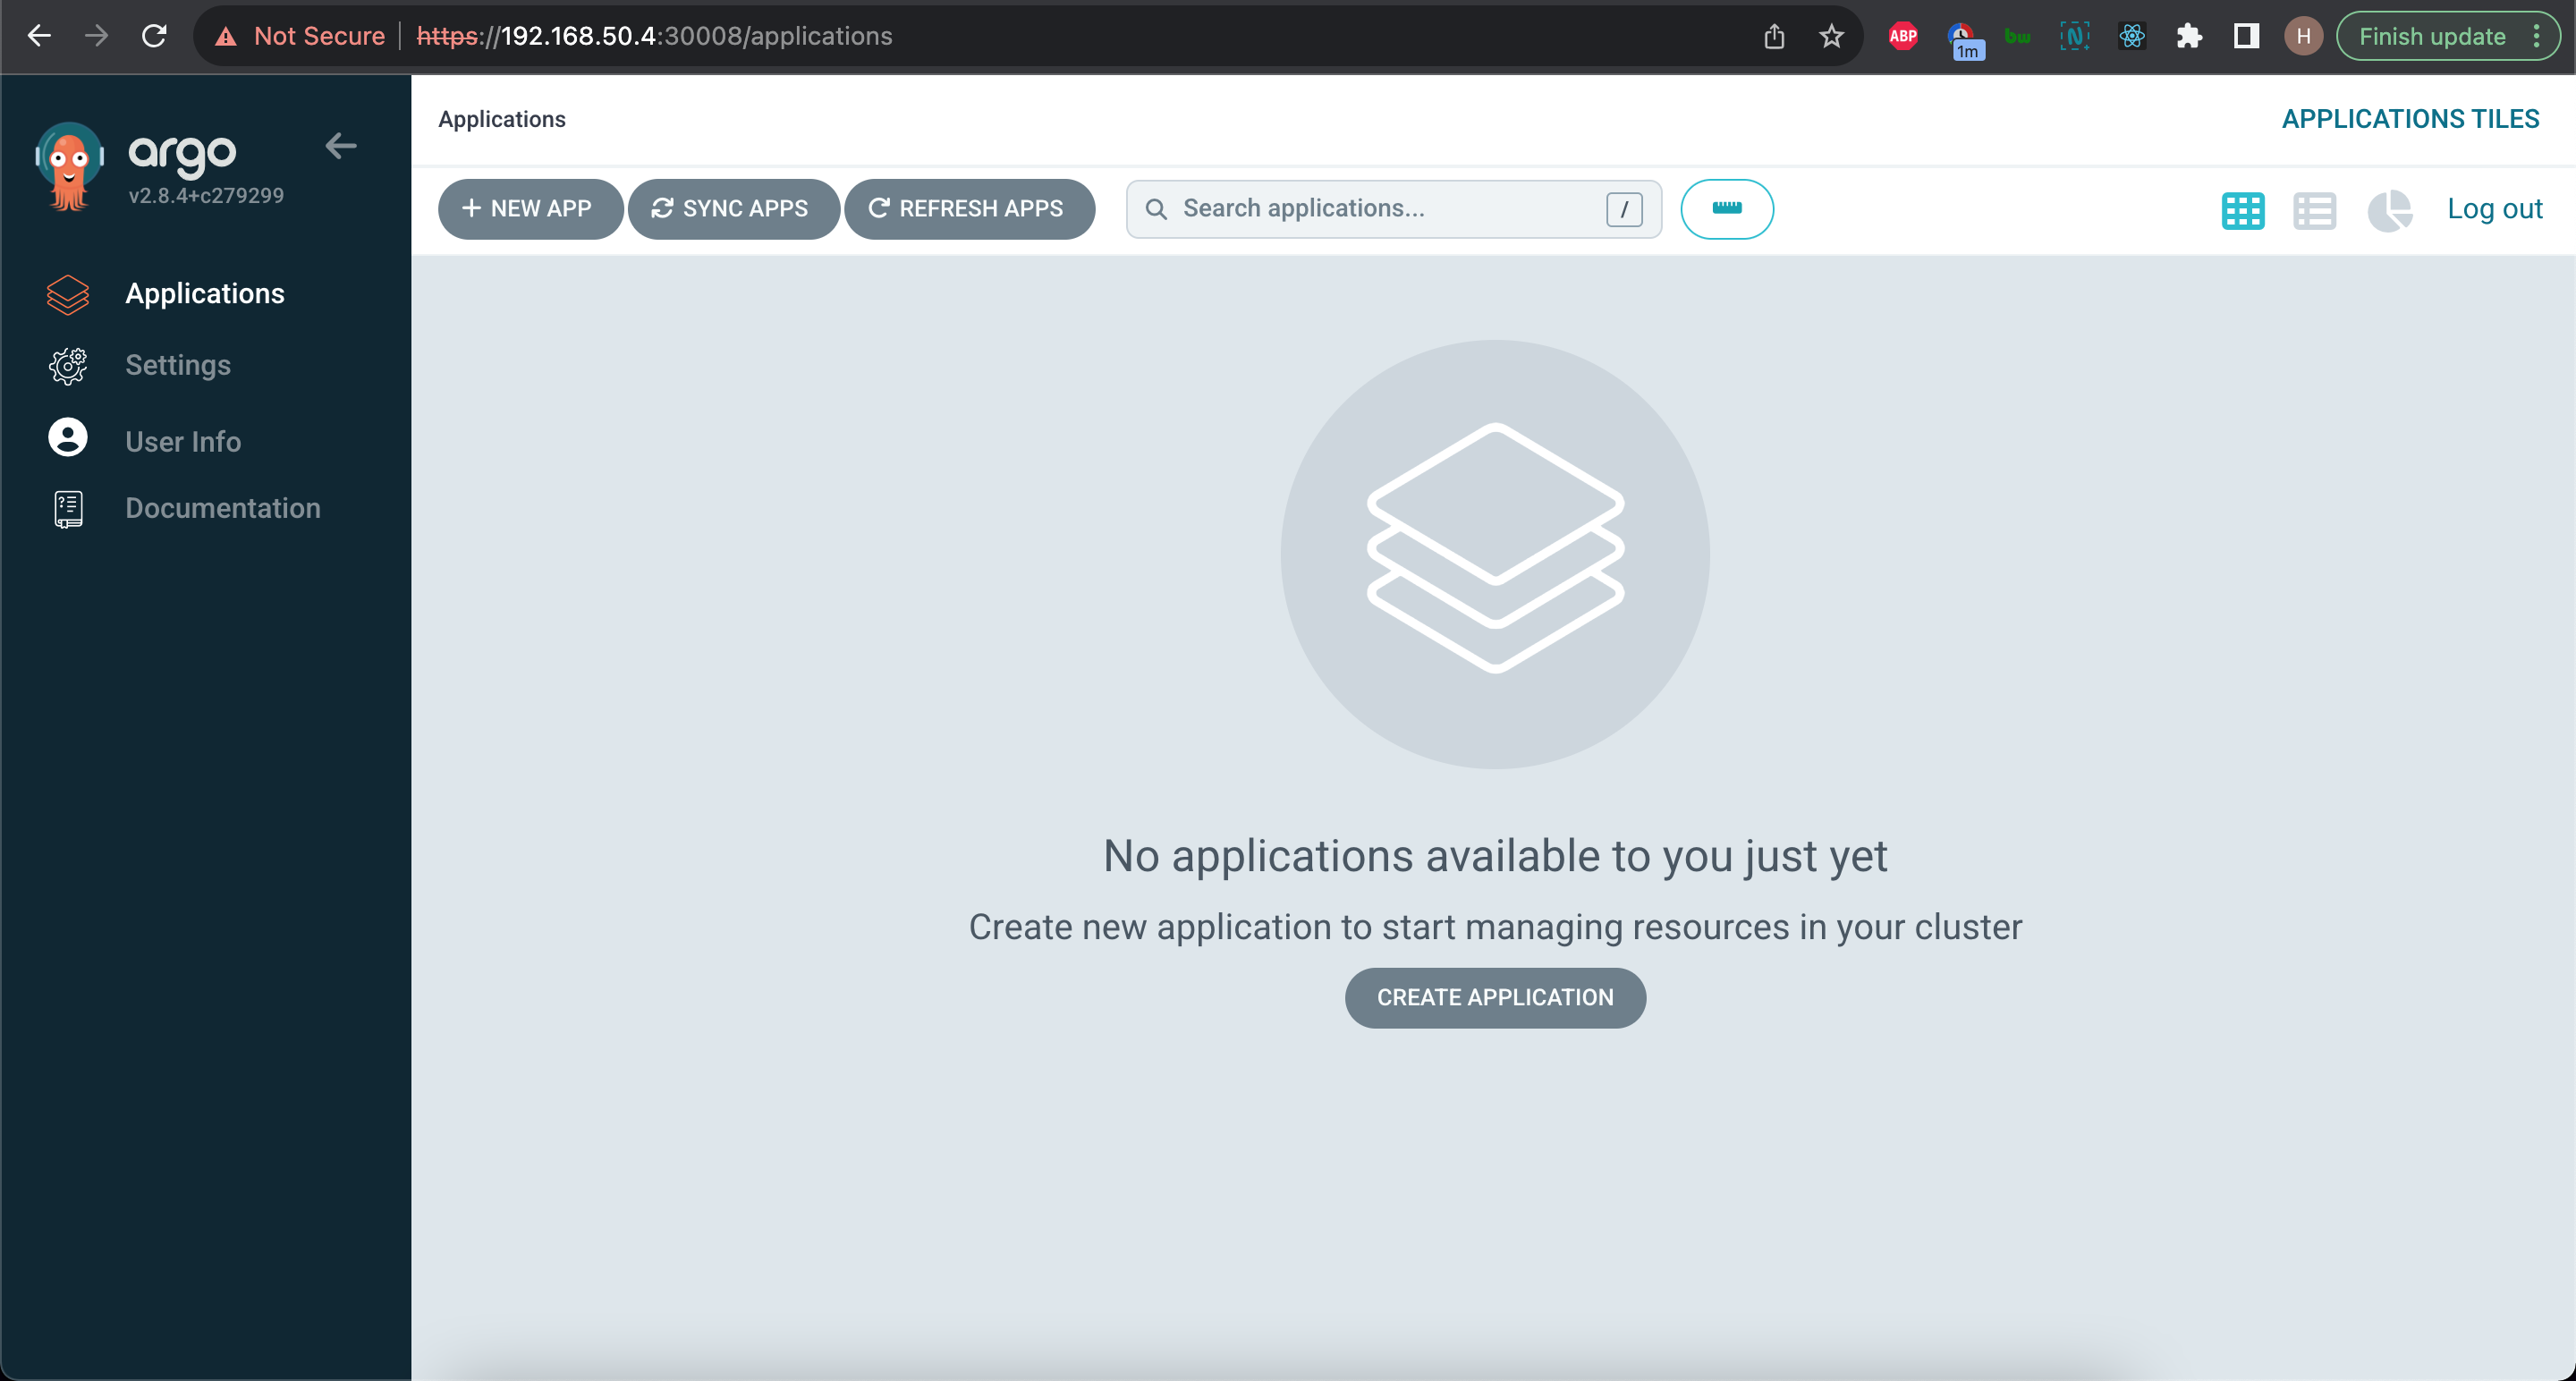 Not Secure https://192.168.50.4:30008/applications ABP 1m bw N H Finish update
argo
v2.8.4+c279299
Applications
Settings
User Info
Documentation
Applications APPLICATIONS TILES
NEW APP SYNC APPS REFRESH APPS Search applications... / Log out
No applications available to you just yet
Create new application to start managing resources in your cluster
CREATE APPLICATION